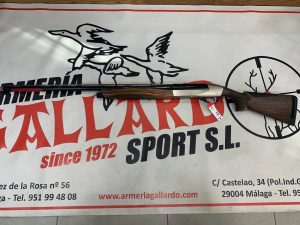 ARMERÍA
GALLARDO
since 1972 SPORT S.L.
ez de la Rosa nº 56
aga - Tel. 951 99 48 08
www.armeriagallardo.com
C/ Castelao, 34 (Pol.Ind.G
29004 Málaga - Tel. 95